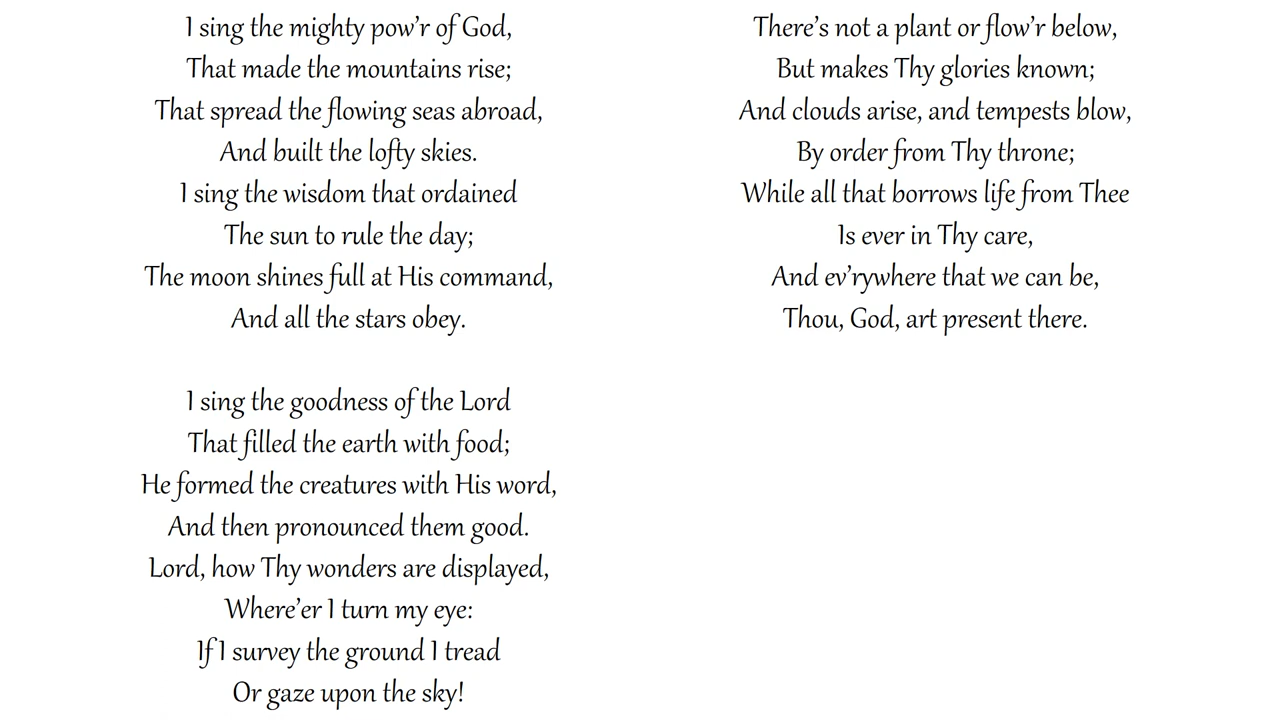 I sing the mighty pow’r of God,
That made the mountains rise;
That spread the flowing seas abroad,
And built the lofty skies.
I sing the wisdom that ordained
The sun to rule the day;
The moon shines full at His command,
And all the stars obey.
I sing the goodness of the Lord
That filled the earth with food;
He formed the creatures with His word,
And then pronounced them good.
Lord, how Thy wonders are displayed,
Where’er I turn my eye:
If I survey the ground I tread
Or gaze upon the sky!
There’s not a plant or flow’r below,
But makes Thy glories known;
And clouds arise, and tempests blow,
By order from Thy throne;
While all that borrows life from Thee
Is ever in Thy care,
And ev’rywhere that we can be,
Thou, God, art present there.